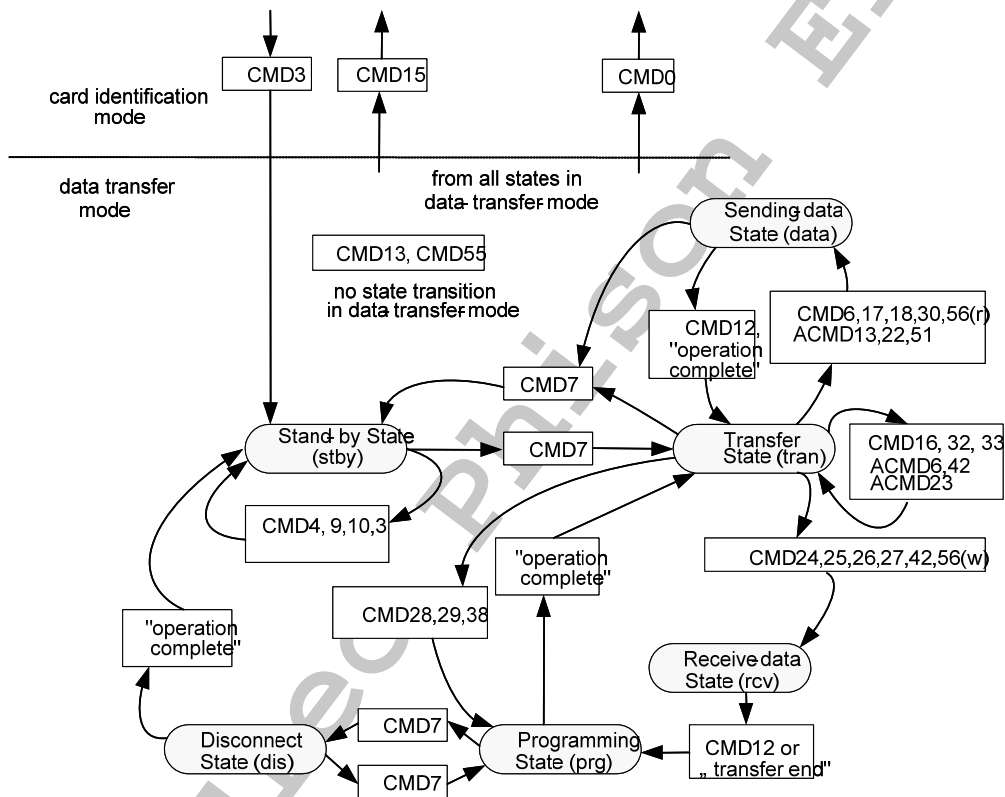 CMD3
CMD15
CMD0
card identification
mode
data transfer
mode
from all states in
data-transfer-mode
Sending-data
State (data)
CMD13, CMD55
no state transition
in data-transfer-mode
CMD12,
"operation
complete"
CMD6,17,18,30,56(r)
ACMD13,22,51
CMD7
Stand-by State
(stby)
CMD7
Transfer
State (tran)
CMD16, 32, 33
ACMD6,42
ACMD23
CMD4, 9,10,3
"operation
complete"
CMD24,25,26,27,42,56(w)
CMD28,29,38
"operation
complete"
Receive-data
State (rcv)
Disconnect
State (dis)
CMD7
CMD7
Programming
State (prg)
CMD12 or
„ transfer end"
Phison